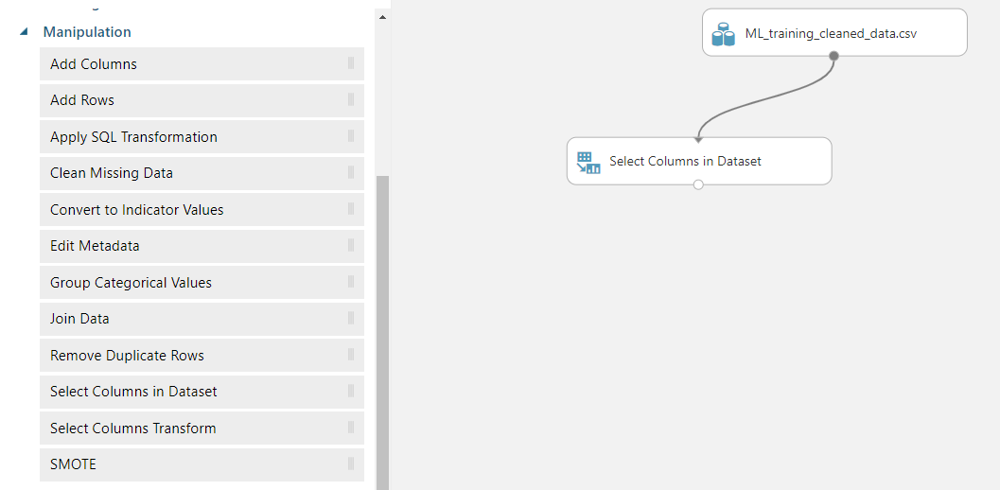 Manipulation
Add Columns
Add Rows
Apply SQL Transformation
Clean Missing Data
Convert to Indicator Values
Edit Metadata
Group Categorical Values
Join Data
Remove Duplicate Rows
Select Columns in Dataset
Select Columns Transform
SMOTE
ML_training_cleaned_data.csv
Select Columns in Dataset